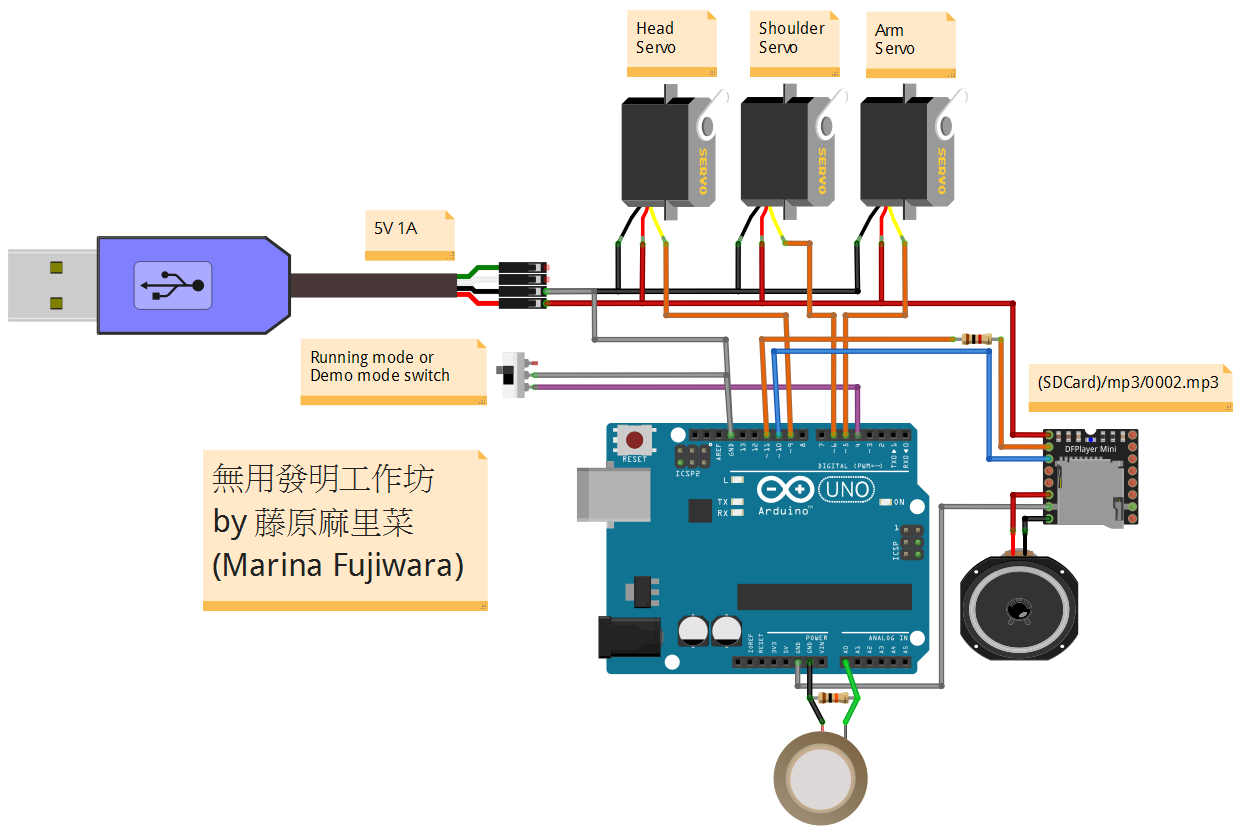 Head
Servo
Shoulder
Servo
Arm
Servo
SERVO
SERVO
SERVO
5V 1A
Running mode or
Demo mode switch
(SDCard)/mp3/0002.mp3
無用發明工作坊
by 藤原麻里菜
(Marina Fujiwara)
DFPlayer Mini
RESET
ICSP2
AREF
GND
13
12
~11
~10
~9
8
7
~6
~5
4
~3
2
TX0▶1
RX0◀0
DIGITAL (PWM=~)
L
TX
RX
UNO
Arduino™
ON
1
ICSP
POWER
ANALOG IN
IOREF
RESET
3V3
5V
GND
GND
VIN
A0
A1
A2
A3
A4
A5